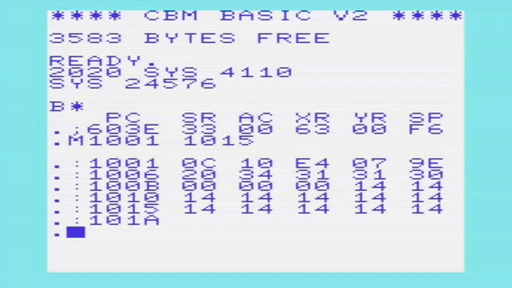 **** CBM BASIC V2 ****
3583 BYTES FREE
READY.
2020 SYS 4110
SYS 24576
B*
PC SR AC XR YR SP
.;603E 33 00 63 00 F6
.M1001 1015
.:1001 0C 10 E4 07 9E
.:1006 20 34 31 31 30
.:100B 00 00 00 14 14
.:1010 14 14 14 14 14
.:1015 14 14 14 14 14
.:101A
.